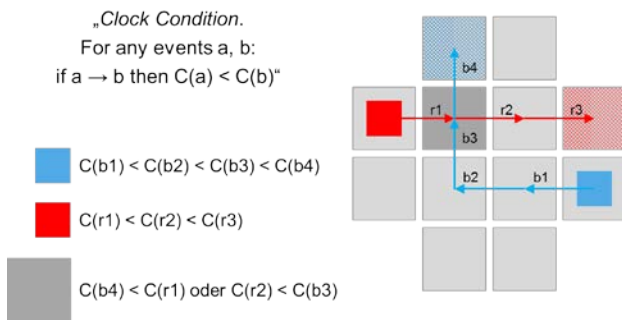 „Clock Condition.
For any events a, b:
if a → b then C(a) < C(b)“
C(b1) < C(b2) < C(b3) < C(b4)
C(r1) < C(r2) < C(r3)
C(b4) < C(r1) oder C(r2) < C(b3)
b4
r1
r2
r3
b3
b2
b1